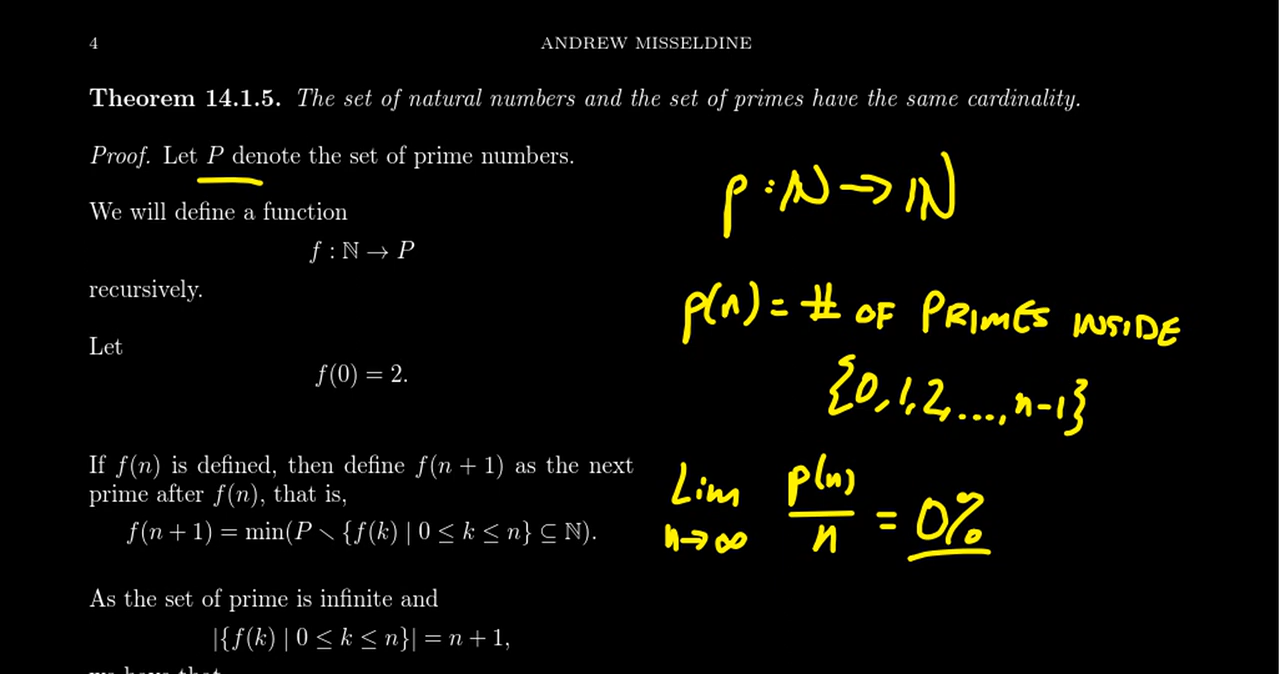 4 ANDREW MISSELDINE
Theorem 14.1.5. The set of natural numbers and the set of primes have the same cardinality.
Proof. Let P denote the set of prime numbers.
We will define a function
f : ℕ → P
recursively.
Let
f(0) = 2.
If f(n) is defined, then define f(n + 1) as the next
prime after f(n), that is,
f(n + 1) = min(P ∖ {f(k) | 0 ≤ k ≤ n} ⊆ ℕ).
As the set of prime is infinite and
|{f(k) | 0 ≤ k ≤ n}| = n + 1,
we have that
p : ℕ → ℕ
p(n) = # OF PRIMES INSIDE
{0, 1, 2, ..., n-1}
Lim n→∞ p(n)/n = 0%